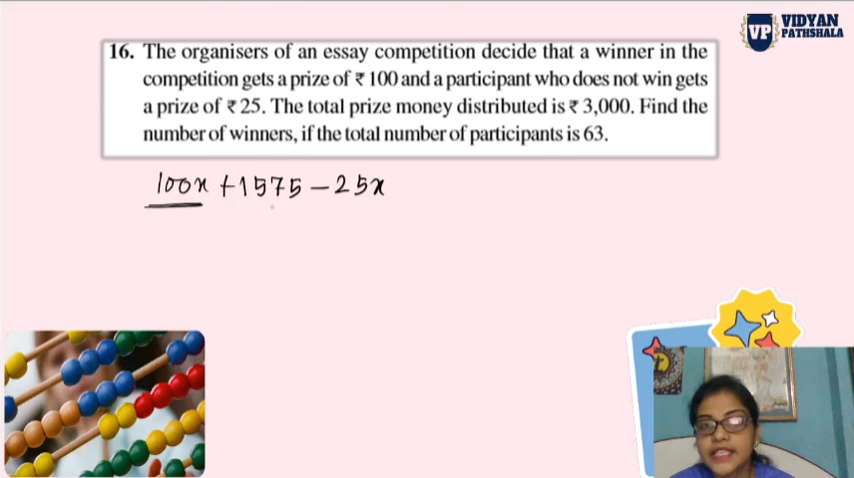 VIDYAN
PATHSHALA
VP
16. The organisers of an essay competition decide that a winner in the
competition gets a prize of ₹ 100 and a participant who does not win gets
a prize of ₹ 25. The total prize money distributed is ₹ 3,000. Find the
number of winners, if the total number of participants is 63.
100x + 1575 – 25x